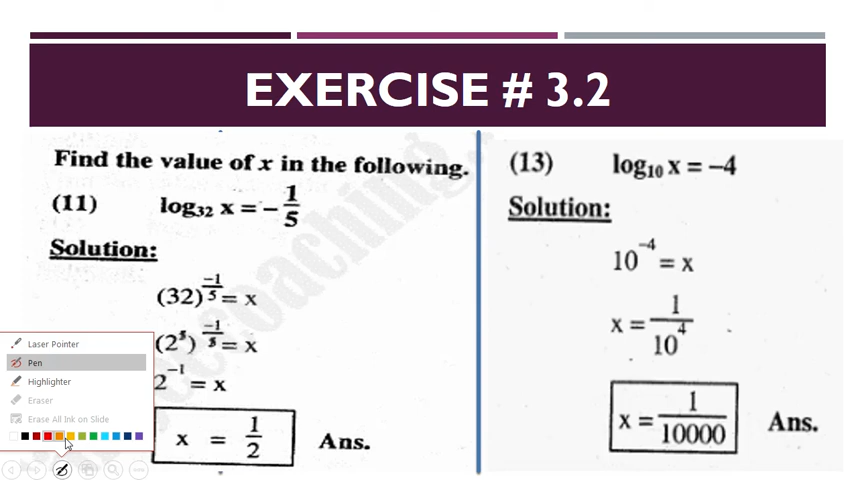 EXERCISE # 3.2
Find the value of x in the following.
(11) log₃₂ x = − 1/5
Solution:
(32)^(−1/5) = x
(2⁵)^(−1/5) = x
2⁻¹ = x
x = 1/2 Ans.
(13) log₁₀ x = −4
Solution:
10⁻⁴ = x
x = 1/10⁴
x = 1/10000 Ans.
Laser Pointer
Pen
Highlighter
Eraser
Erase All Ink on Slide